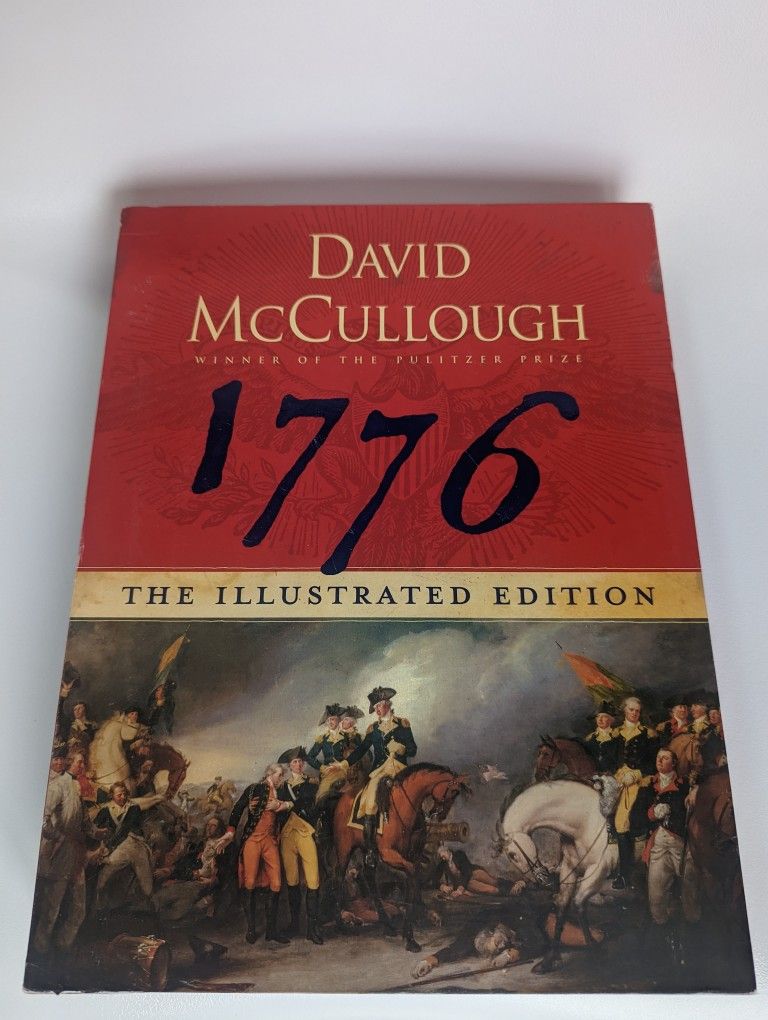 DAVID
MCCULLOUGH
WINNER OF THE PULITZER PRIZE
1776
THE ILLUSTRATED EDITION